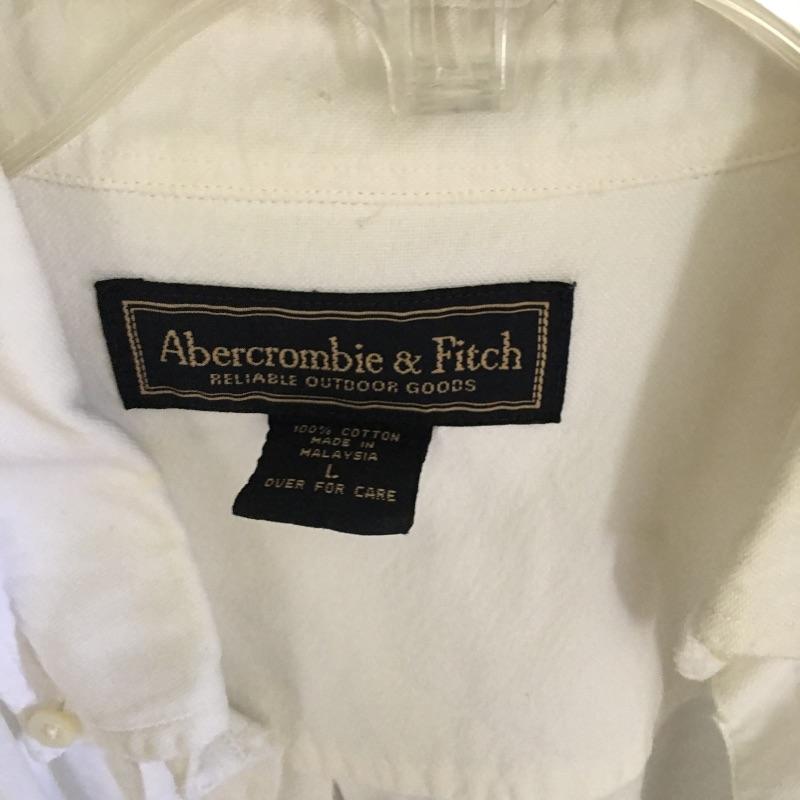 Abercrombie & Fitch
RELIABLE OUTDOOR GOODS
100% COTTON
MADE IN
MALAYSIA
L
OVER FOR CARE